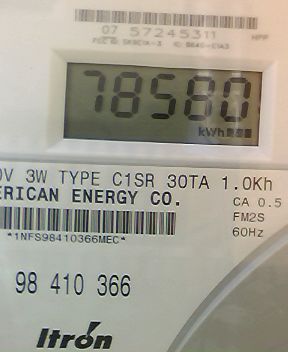 07 57245311
HPP
78580
kWh
0V 3W TYPE C1SR 30TA 1.0Kh
ERICAN ENERGY CO.
CA 0.5
FM2S
*1NFS98410366MEC*
60Hz
98 410 366
Itron